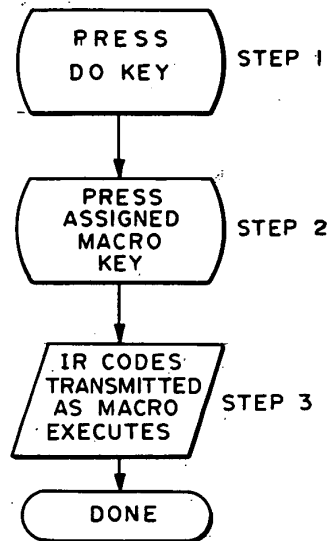 PRESS
DO KEY
STEP 1
PRESS
ASSIGNED
MACRO
KEY
STEP 2
IR CODES
TRANSMITTED
AS MACRO
EXECUTES
STEP 3
DONE